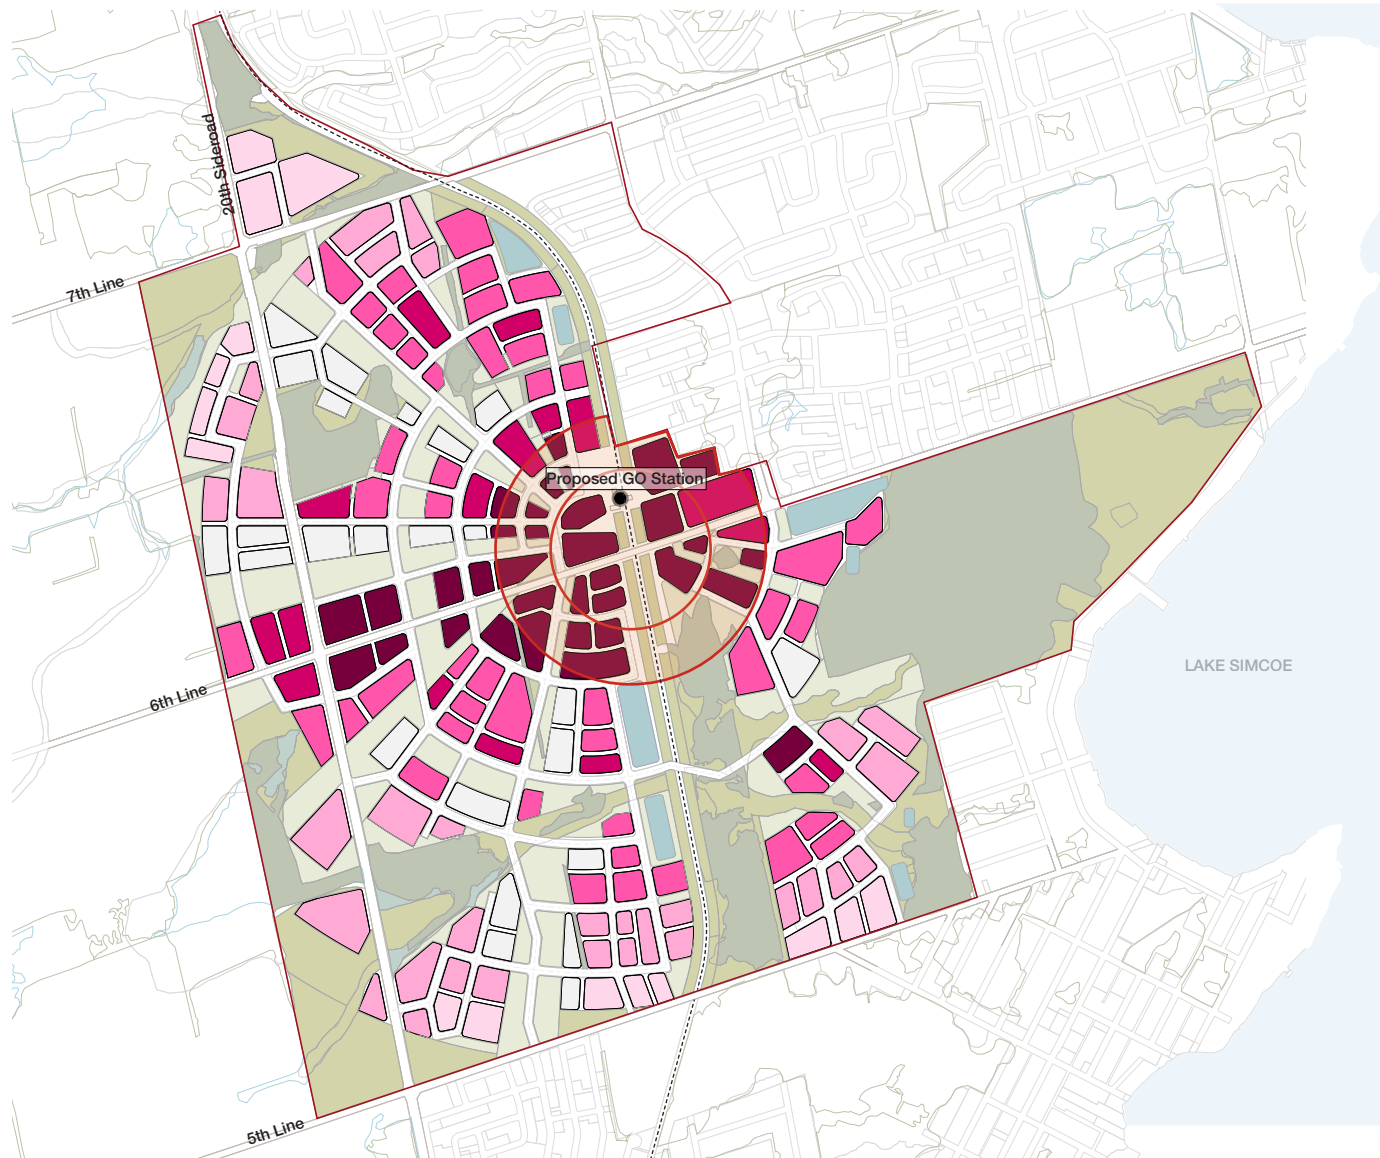 20th Sideroad
7th Line
Proposed GO Station
LAKE SIMCOE
6th Line
5th Line